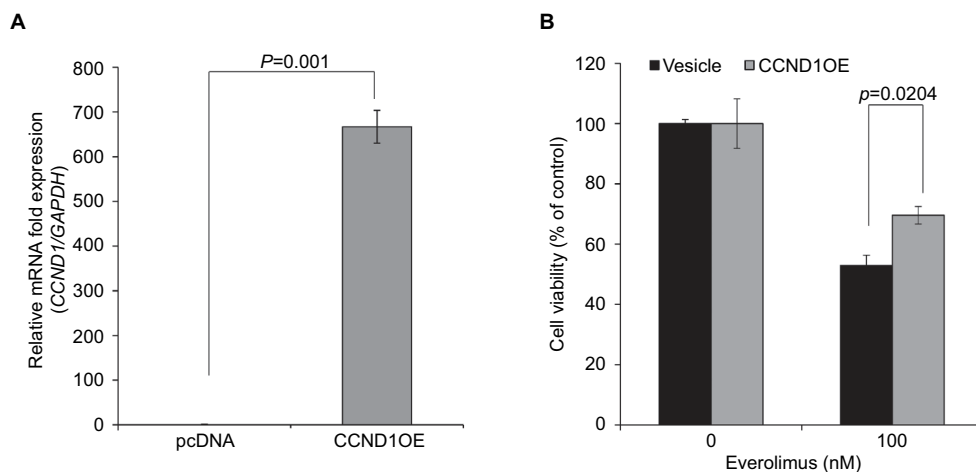 A
Relative mRNA fold expression
(CCND1/GAPDH)
800
700
600
500
400
300
200
100
0
P=0.001
pcDNA CCND1OE
B
Cell viability (% of control)
120
100
80
60
40
20
0
Vesicle CCND1OE
p=0.0204
0 100
Everolimus (nM)